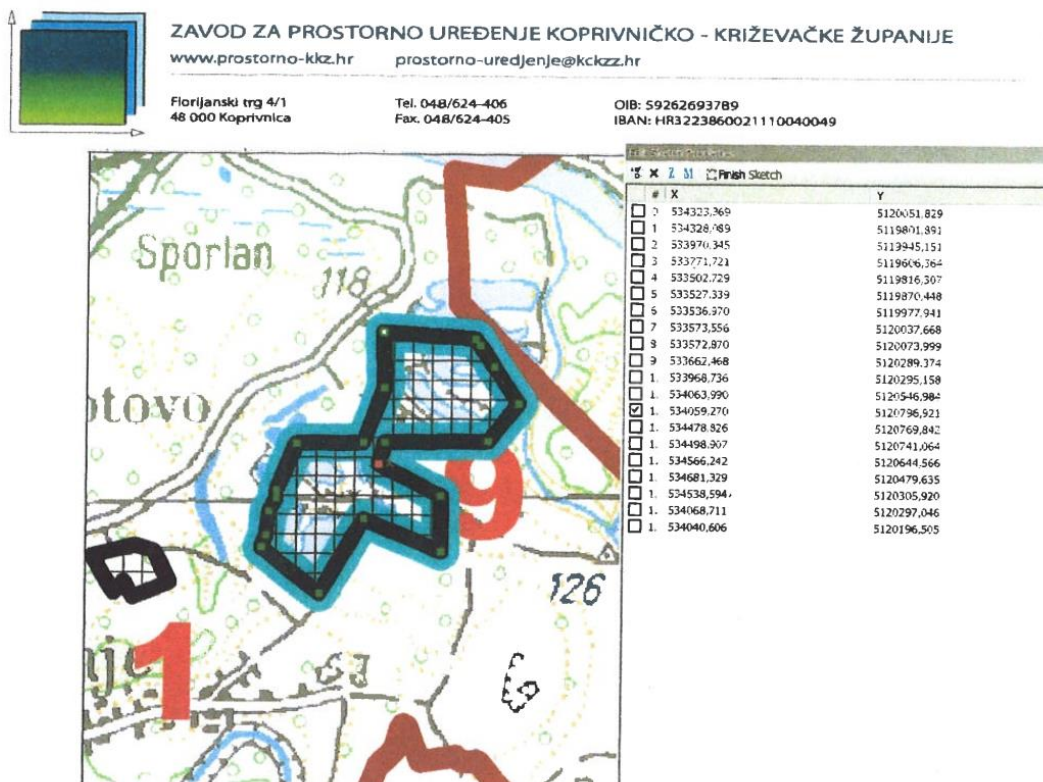 ZAVOD ZA PROSTORNO UREĐENJE KOPRIVNIČKO - KRIŽEVAČKE ŽUPANIJE
www.prostorno-kkz.hr prostorno-uredjenje@kckzz.hr
Florijanski trg 4/1 Tel. 048/624-406 OIB: 59262693789
48 000 Koprivnica Fax. 048/624-405 IBAN: HR3223860021110040049
Finish Sketch
# X Y
534323,369 5120051,829
1 534328,089 5119801,891
2 533970,345 5119945,151
3 533771,721 5119606,364
4 533502,729 5119816,307
5 533527,339 5119870,448
6 533536,970 5119977,941
7 533573,556 5120037,668
8 533572,870 5120073,999
9 533662,468 5120289,374
1. 533968,736 5120295,158
1. 534063,990 5120546,984
1. 534059,270 5120796,921
1. 534478,826 5120769,842
1. 534498,907 5120741,064
1. 534566,242 5120644,566
1. 534681,329 5120479,635
1. 534538,594 5120305,920
1. 534068,711 5120297,046
1. 534040,606 5120196,505
Sporlan
118
otovo
9
126
1
nje